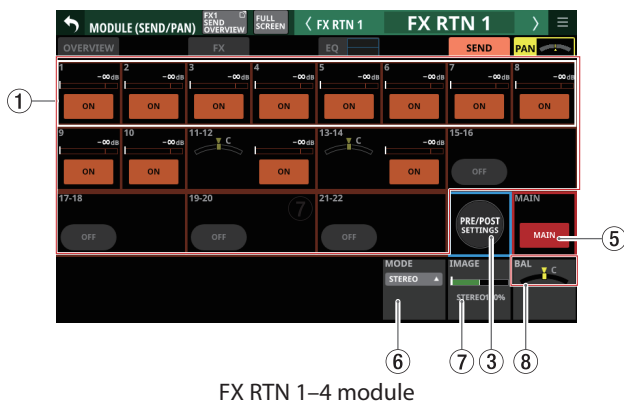 MODULE (SEND/PAN)
FX1
SEND
OVERVIEW
FULL
SCREEN
FX RTN 1
FX RTN 1
OVERVIEW
FX
EQ
SEND
PAN
1
-∞dB
ON
2
-∞dB
ON
3
-∞dB
ON
4
-∞dB
ON
5
-∞dB
ON
6
-∞dB
ON
7
-∞dB
ON
8
-∞dB
ON
①
9
-∞dB
ON
10
-∞dB
ON
11-12
C
-∞dB
ON
13-14
C
-∞dB
ON
15-16
OFF
17-18
OFF
19-20
OFF
⑦
21-22
OFF
PRE/POST
SETTINGS
MAIN
MAIN
⑤
MODE
STEREO
IMAGE
STEREO100%
BAL
C
⑥
⑦
③
⑧
FX RTN 1–4 module